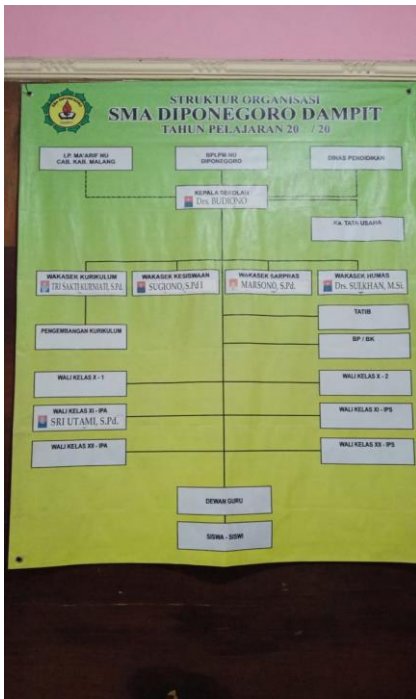 STRUKTUR ORGANISASI
SMA DIPONEGORO DAMPIT
TAHUN PELAJARAN 20 / 20
LP. MA'ARIF NU
CAB. KAB. MALANG
BPLPM NU
DIPONEGORO
DINAS PENDIDIKAN
KEPALA SEKOLAH
Drs. BUDIONO
KA. TATA USAHA
WAKASEK KURIKULUM
TRI SAKTI KURNIATI, S.Pd.
WAKASEK KESISWAAN
SUGIONO, S.Pd I
WAKASEK SARPRAS
MARSONO, S.Pd.
WAKASEK HUMAS
Drs. SULKHAN, M.Si.
PENGEMBANGAN KURIKULUM
TATIB
BP / BK
WALI KELAS X - 1
WALI KELAS X - 2
WALI KELAS XI - IPA
SRI UTAMI, S.Pd.
WALI KELAS XI - IPS
WALI KELAS XII - IPA
WALI KELAS XII - IPS
DEWAN GURU
SISWA - SISWI